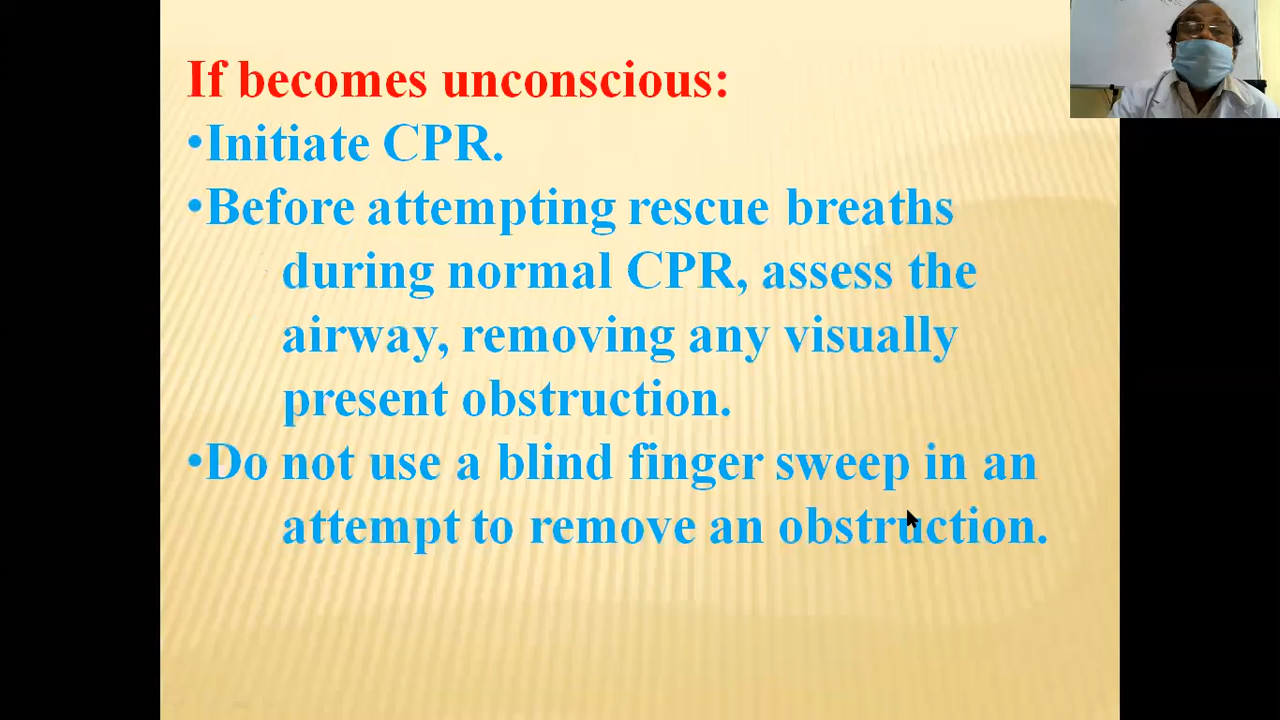 If becomes unconscious:
•Initiate CPR.
•Before attempting rescue breaths
during normal CPR, assess the
airway, removing any visually
present obstruction.
•Do not use a blind finger sweep in an
attempt to remove an obstruction.